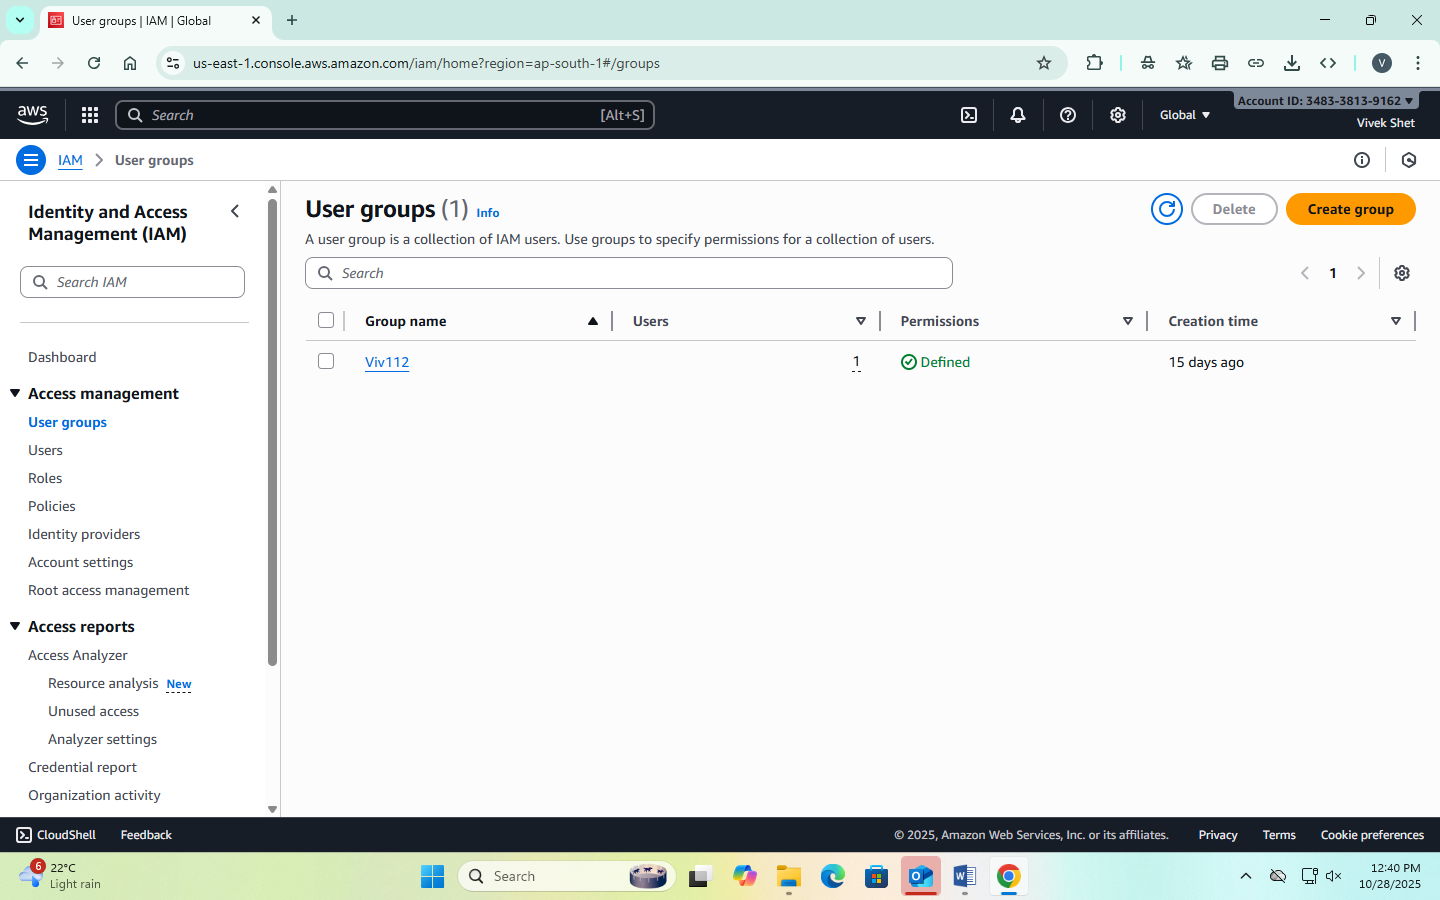 User groups | IAM | Global
us-east-1.console.aws.amazon.com/iam/home?region=ap-south-1#/groups
V
aws
Search
[Alt+S]
Global
Account ID: 3483-3813-9162
Vivek Shet
IAM
User groups
Identity and Access
Management (IAM)
Search IAM
Dashboard
Access management
User groups
Users
Roles
Policies
Identity providers
Account settings
Root access management
Access reports
Access Analyzer
Resource analysis New
Unused access
Analyzer settings
Credential report
Organization activity
User groups (1) Info
Delete
Create group
A user group is a collection of IAM users. Use groups to specify permissions for a collection of users.
Search
1
Group name
Users
Permissions
Creation time
Viv112
1
Defined
15 days ago
CloudShell
Feedback
© 2025, Amazon Web Services, Inc. or its affiliates.
Privacy
Terms
Cookie preferences
6
22°C
Light rain
Search
12:40 PM
10/28/2025